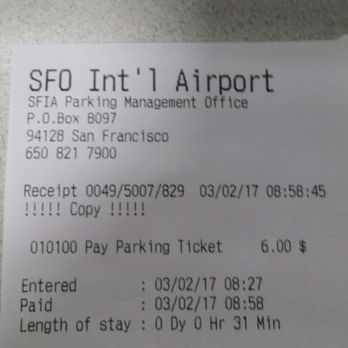 SFO Int'l Airport
SFIA Parking Management Office
P.O.Box 8097
94128 San Francisco
650 821 7900
Receipt 0049/5007/829 03/02/17 08:58:45
!!!!! Copy !!!!!
010100 Pay Parking Ticket 6.00 $
Entered : 03/02/17 08:27
Paid : 03/02/17 08:58
Length of stay : 0 Dy 0 Hr 31 Min